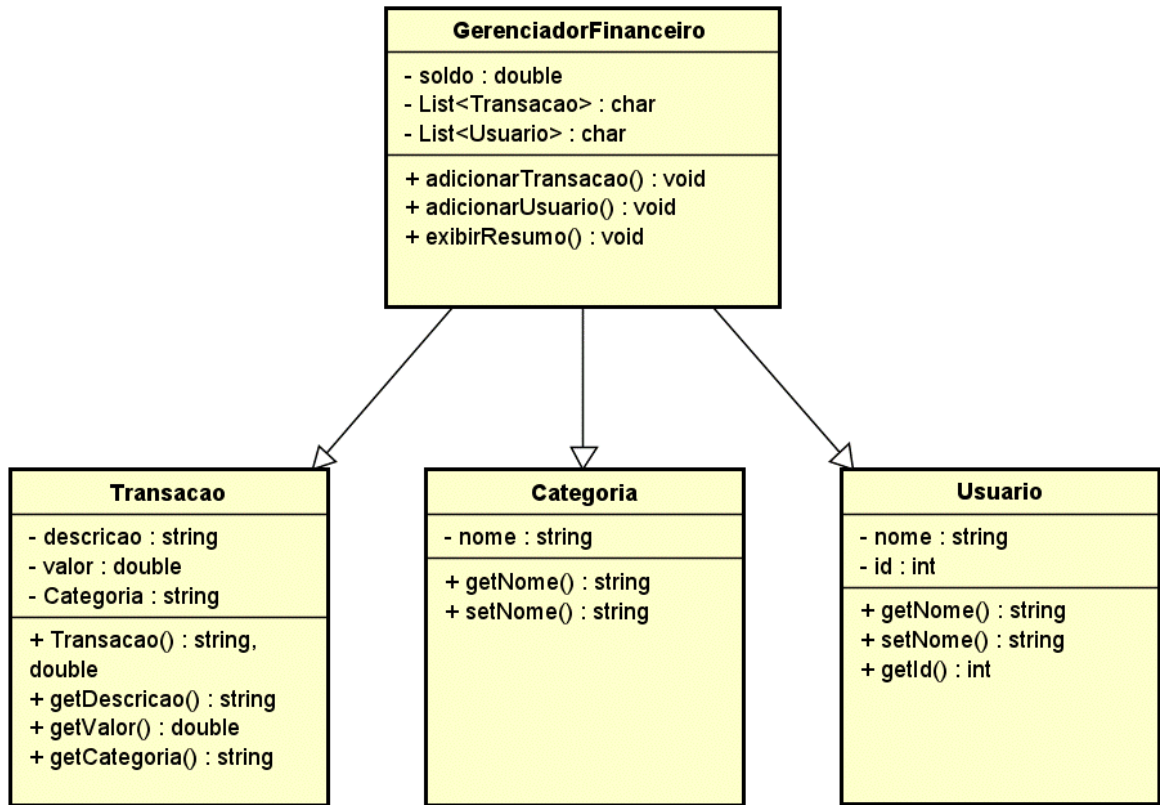 GerenciadorFinanceiro
- soldo : double
- List<Transacao> : char
- List<Usuario> : char
+ adicionarTransacao() : void
+ adicionarUsuario() : void
+ exibirResumo() : void
Transacao
- descricao : string
- valor : double
- Categoria : string
+ Transacao() : string,
double
+ getDescricao() : string
+ getValor() : double
+ getCategoria() : string
Categoria
- nome : string
+ getNome() : string
+ setNome() : string
Usuario
- nome : string
- id : int
+ getNome() : string
+ setNome() : string
+ getId() : int